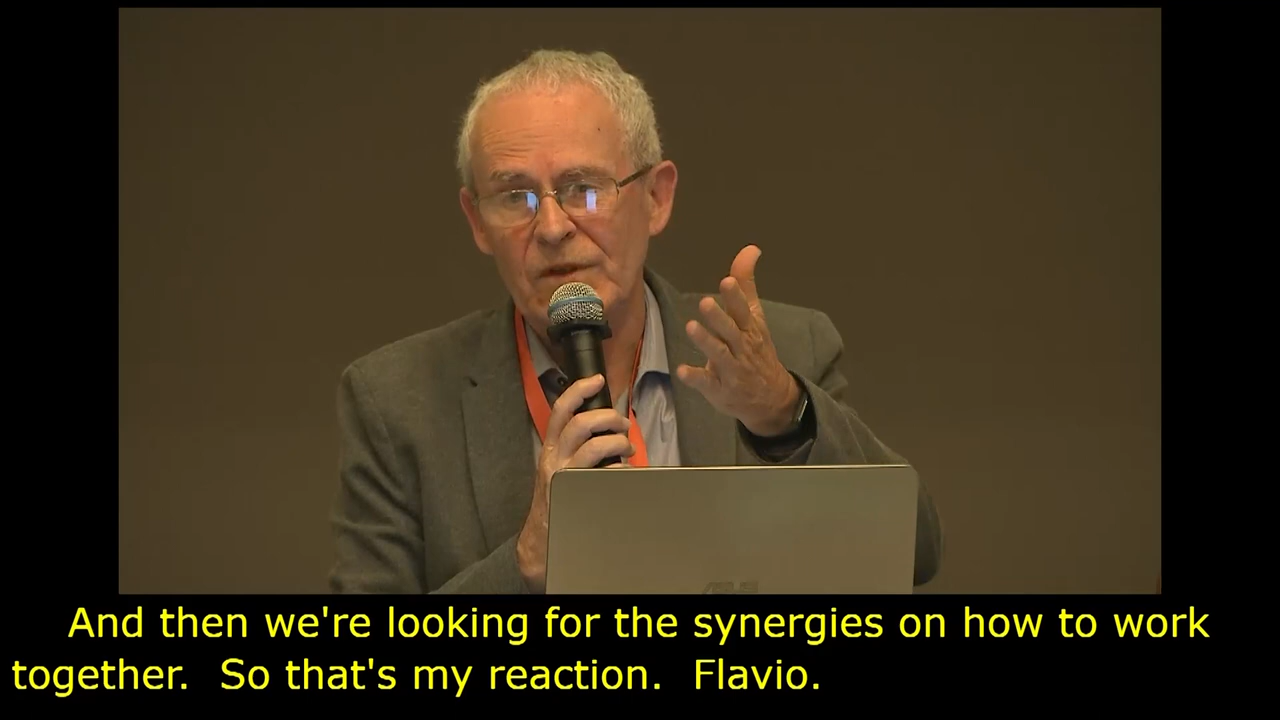 And then we're looking for the synergies on how to work
together.  So that's my reaction.  Flavio.